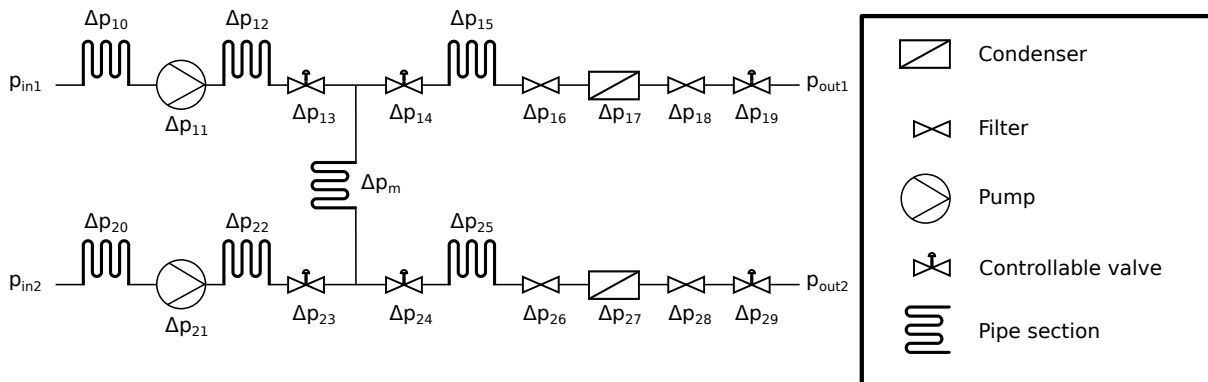 Δp10 Δp12 Δp15
pin1 pout1
Δp11 Δp13 Δp14 Δp16 Δp17 Δp18 Δp19
Δpm
Δp20 Δp22 Δp25
pin2 pout2
Δp21 Δp23 Δp24 Δp26 Δp27 Δp28 Δp29
Condenser
Filter
Pump
Controllable valve
Pipe section